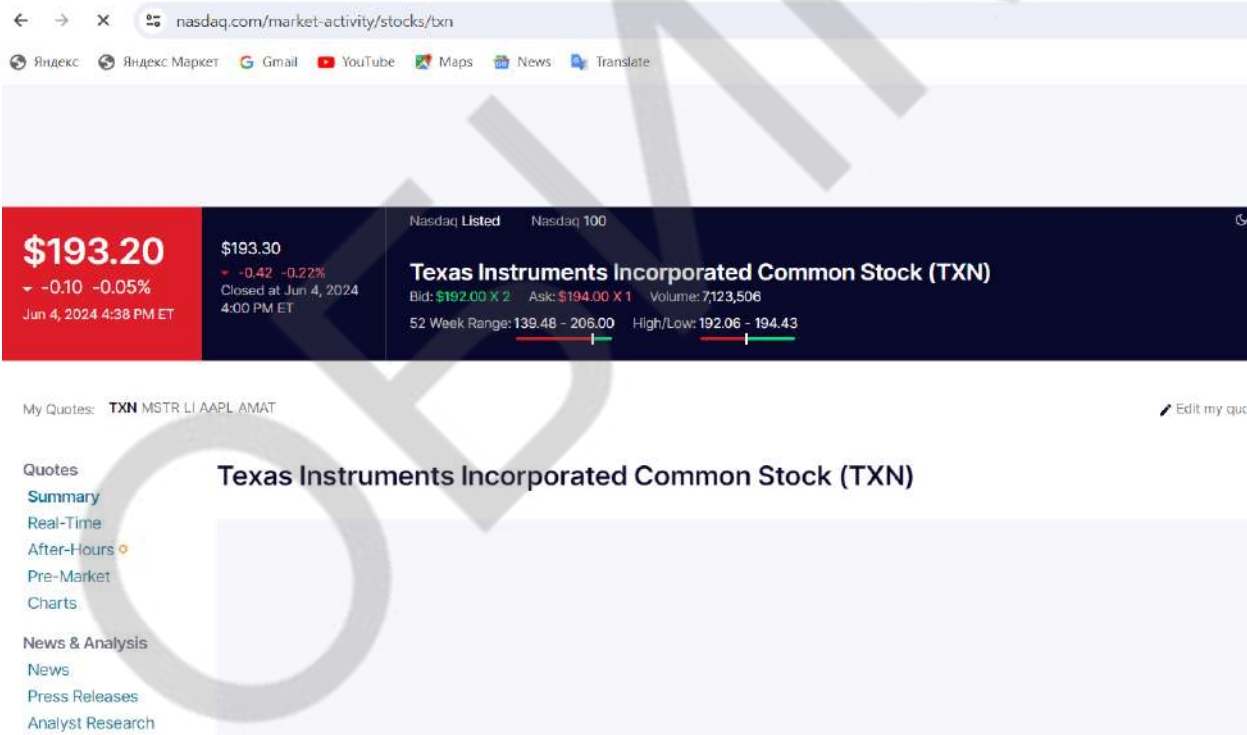 nasdaq.com/market-activity/stocks/txn
Яндекс Яндекс Маркет Gmail YouTube Maps News Translate
Nasdaq Listed Nasdaq 100
$193.20
-0.10 -0.05%
Jun 4, 2024 4:38 PM ET
$193.30
-0.42 -0.22%
Closed at Jun 4, 2024
4:00 PM ET
Texas Instruments Incorporated Common Stock (TXN)
Bid: $192.00 X 2 Ask: $194.00 X 1 Volume: 7,123,506
52 Week Range: 139.48 - 206.00 High/Low: 192.06 - 194.43
My Quotes: TXN MSTR LI AAPL AMAT
Edit my quo
Quotes
Summary
Real-Time
After-Hours
Pre-Market
Charts
News & Analysis
News
Press Releases
Analyst Research
Texas Instruments Incorporated Common Stock (TXN)